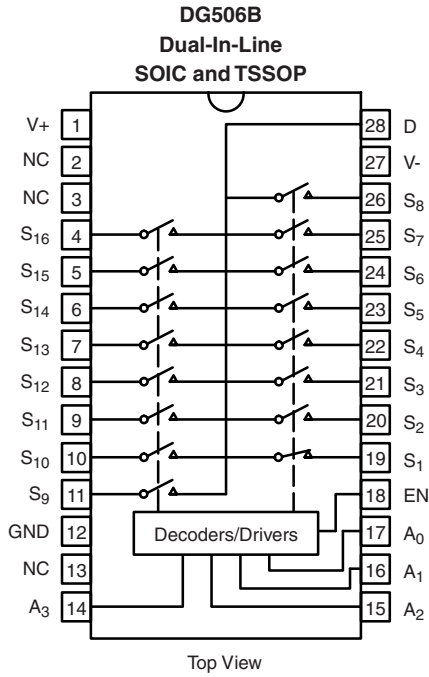 DG506B
Dual-In-Line
SOIC and TSSOP
V+ 1 28 D
NC 2 27 V-
NC 3 26 S8
S16 4 25 S7
S15 5 24 S6
S14 6 23 S5
S13 7 22 S4
S12 8 21 S3
S11 9 20 S2
S10 10 19 S1
S9 11 18 EN
GND 12 Decoders/Drivers 17 A0
NC 13 16 A1
A3 14 15 A2
Top View